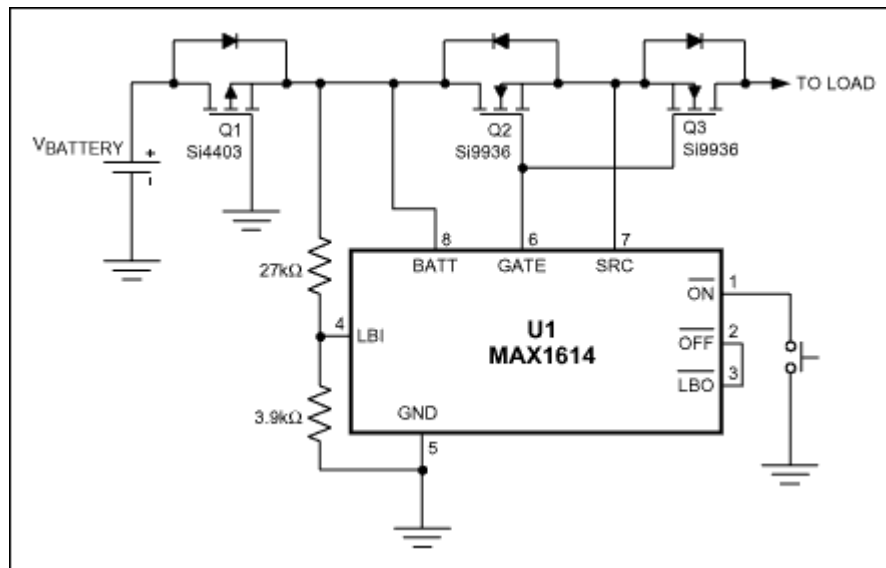 TO LOAD
Q1
Si4403
Q2
Si9936
Q3
Si9936
VBATTERY
+
-
8
6
7
BATT
GATE
SRC
1
ON
27kΩ
4
LBI
U1
MAX1614
2
OFF
3
LBO
3.9kΩ
GND
5